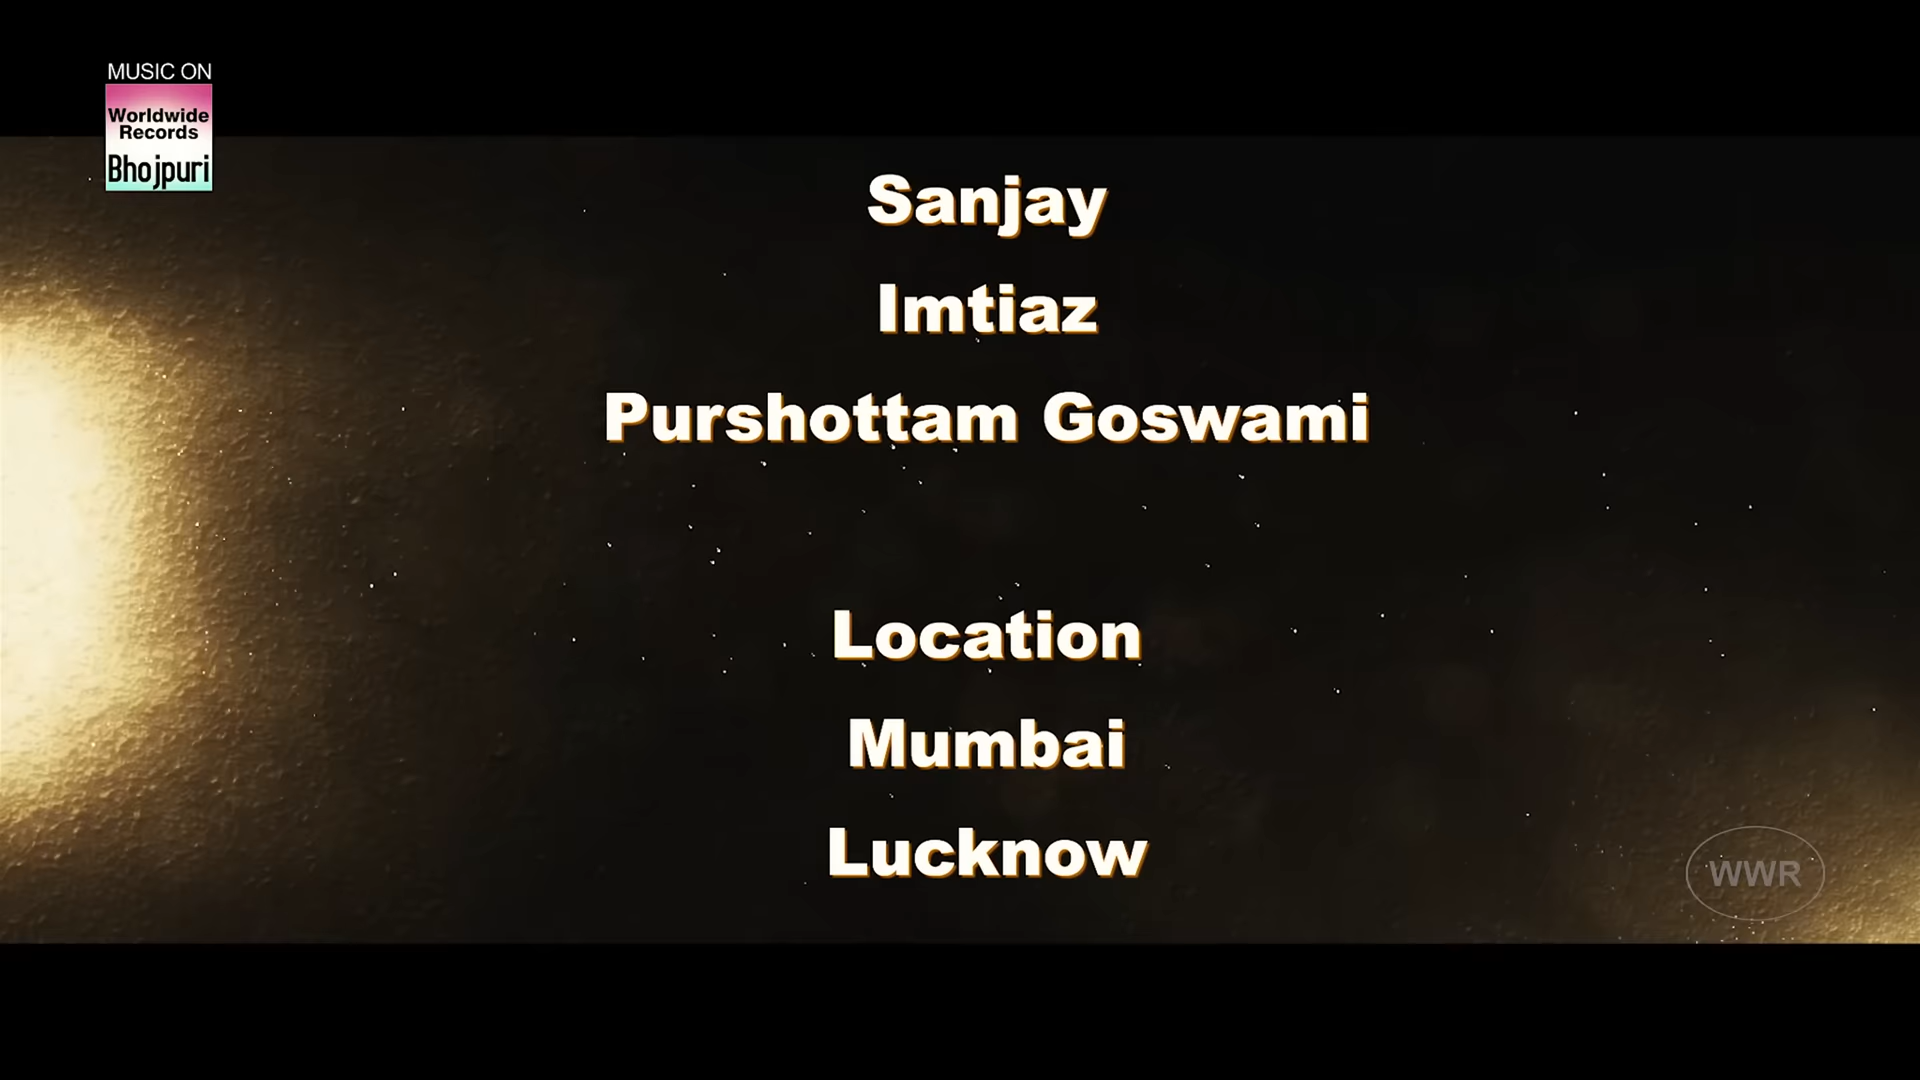 MUSIC ON
Worldwide
Records
Bhojpuri
Sanjay
Imtiaz
Purshottam Goswami
Location
Mumbai
Lucknow
WWR